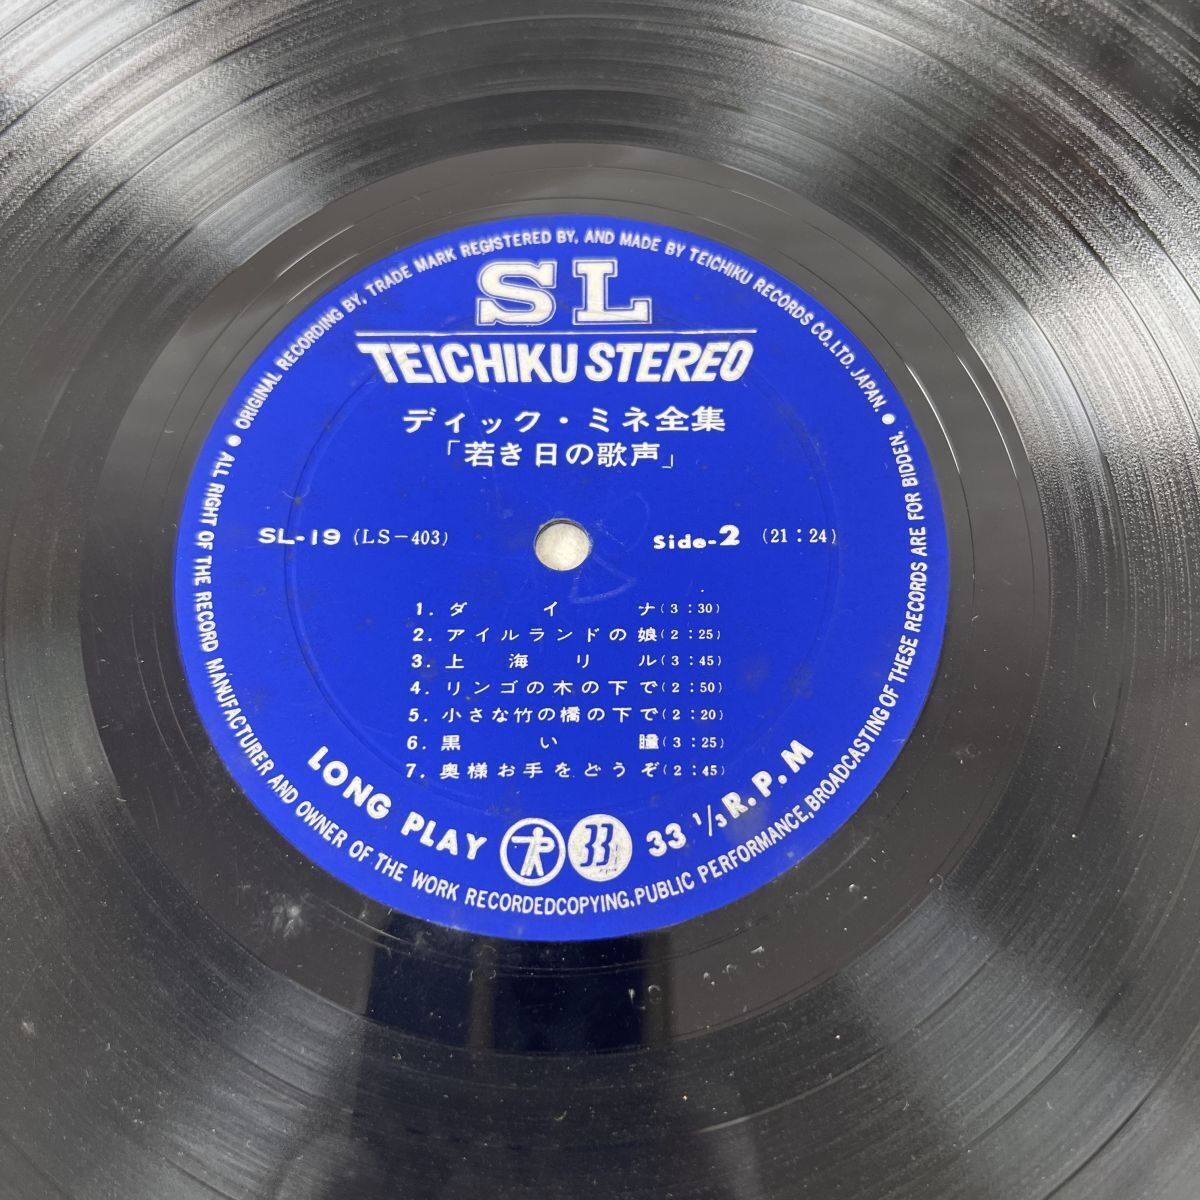 ● ORIGINAL RECORDING BY, TRADE MARK REGISTERED BY, AND MADE BY TEICHIKU RECORDS CO.LTD. JAPAN. ●
SL
TEICHIKU STEREO
ディック・ミネ全集
「若き日の歌声」
SL-19 (LS-403)
Side-2 (21:24)
1. ダイナ(3:30)
2. アイルランドの娘(2:25)
3. 上海リル(3:45)
4. リンゴの木の下で(2:50)
5. 小さな竹の橋の下で(2:20)
6. 黒い瞳(3:25)
7. 奥様お手をどうぞ(2:45)
LONG PLAY 33 33 1/3 R.P.M
ALL RIGHT OF THE RECORD MANUFACTURER AND OWNER OF THE WORK RECORDEDCOPYING, PUBLIC PERFORMANCE, BROADCASTING OF THESE RECORDS ARE FOR BIDDEN.